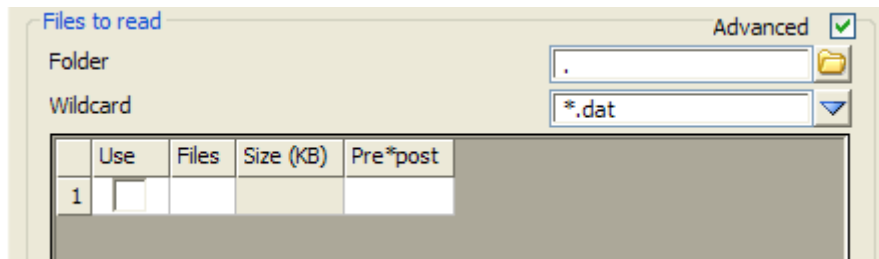 Files to read
Advanced
Folder
.
Wildcard
*.dat
Use Files Size (KB) Pre*post
1